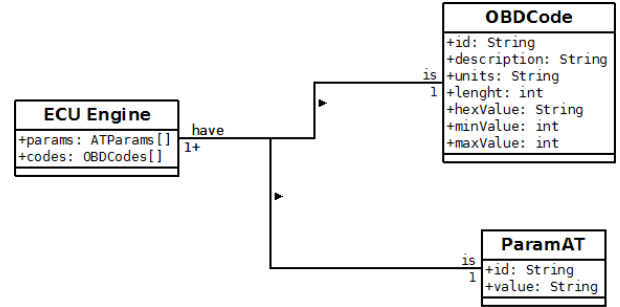 OBDCode
+id: String
+description: String
+units: String
+lenght: int
+hexValue: String
+minValue: int
+maxValue: int
is
1
ECU Engine
+params: ATParams[]
+codes: OBDCodes[]
have
1+
is
1
ParamAT
+id: String
+value: String